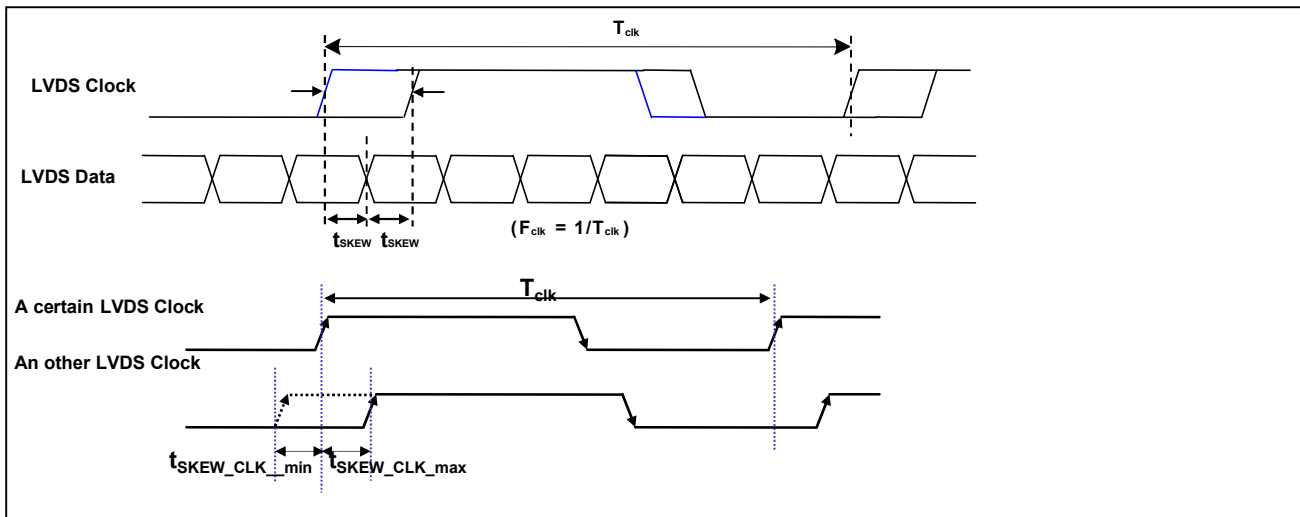 Tclk
LVDS Clock
LVDS Data
tSKEW tSKEW
(Fclk = 1/Tclk)
A certain LVDS Clock
Tclk
An other LVDS Clock
tSKEW_CLK__min tSKEW_CLK_max